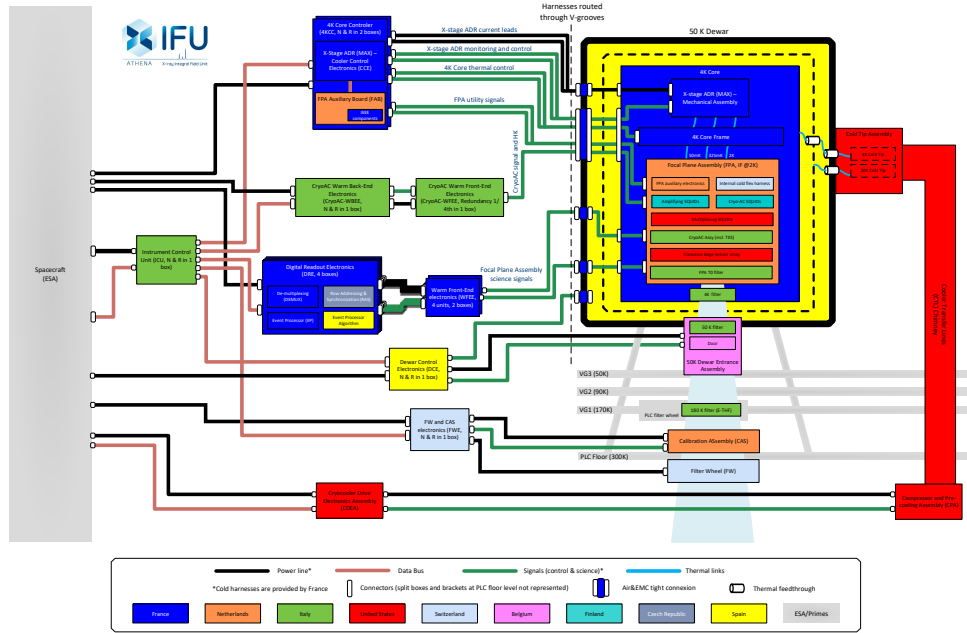 Harnesses routed
through V-grooves
50 K Dewar
IFU
ATHENA
X-ray Integral Field Unit
4K Core Controler
(4KCC, N & R in 2 boxes)
X-Stage ADR (MAX) –
Cooler Control
Electronics (CCE)
FPA Auxiliary Board (FAB)
components
X-stage ADR current leads
X-stage ADR monitoring and control
4K Core thermal control
FPA utility signals
CryoAC signal and HK
4K Core
X-stage ADR (MAX) –
Mechanical Assembly
4K Core Frame
50mK
325mK
2K
Focal Plane Assembly (FPA, IF @2K)
FPA auxiliary electronics
Internal cold flex harness
Amplifying SQUIDs
Cryo-AC SQUIDs
Multiplexing SQUIDs
CryoAC Assy (incl. TES)
Transition Edge Sensor array
FPA T0 filter
4K filter
50 K filter
Door
50K Dewar Entrance
Assembly
Cold Tip Assembly
CryoAC Warm Back-End
Electronics
(CryoAC-WBEE,
N & R in 1 box)
CryoAC Warm Front-End
Electronics
(CryoAC-WFEE, Redundancy 1/
4th in 1 box)
Spacecraft
(ESA)
Instrument Control
Unit (ICU, N & R in 1
box)
Digital Readout Electronics
(DRE, 4 boxes)
De-multiplexing
(DEMUX)
Row Addressing &
Synchronization (RAS)
Event Processor (EP)
Event Processor
Algorithm
Warm Front-End
electronics (WFEE,
4 units, 2 boxes)
Focal Plane Assembly
science signals
Dewar Control
Electronics (DCE,
N & R in 1 box)
VG3 (50K)
VG2 (90K)
VG1 (170K)
PLC filter wheel
180 K filter (E-THF)
PLC Floor (300K)
FW and CAS
electronics (FWE,
N & R in 1 box)
Calibration ASsembly (CAS)
Filter Wheel (FW)
Cryocooler Drive
Electronics Assembly
(CDEA)
Compressor and Pre-
cooling Assembly (CPA)
Power line*
Data Bus
Signals (control & science)*
Thermal links
*Cold harnesses are provided by France
Connectors (split boxes and brackets at PLC floor level not represented)
Air&EMC tight connexion
Thermal feedthrough
France
Netherlands
Italy
United States
Switzerland
Belgium
Finland
Czech Republic
Spain
ESA/Primes